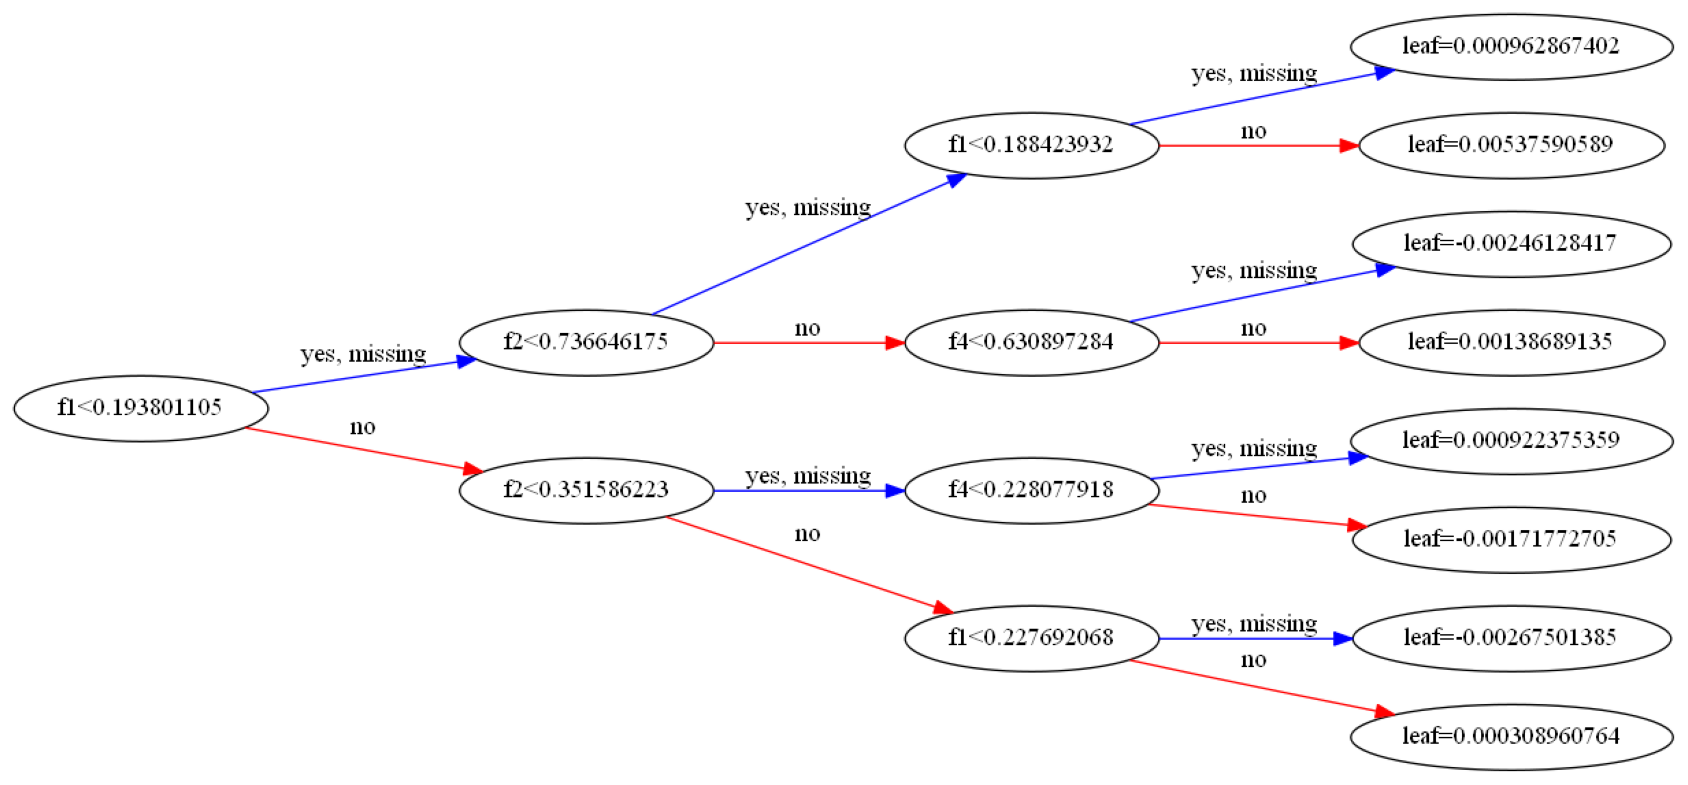 leaf=0.000962867402
yes, missing
f1<0.188423932
no
leaf=0.00537590589
yes, missing
leaf=-0.00246128417
yes, missing
f2<0.736646175
no
f4<0.630897284
no
leaf=0.00138689135
yes, missing
f1<0.193801105
no
leaf=0.000922375359
yes, missing
f2<0.351586223
yes, missing
f4<0.228077918
no
leaf=-0.00171772705
no
yes, missing
f1<0.227692068
leaf=-0.00267501385
no
leaf=0.000308960764